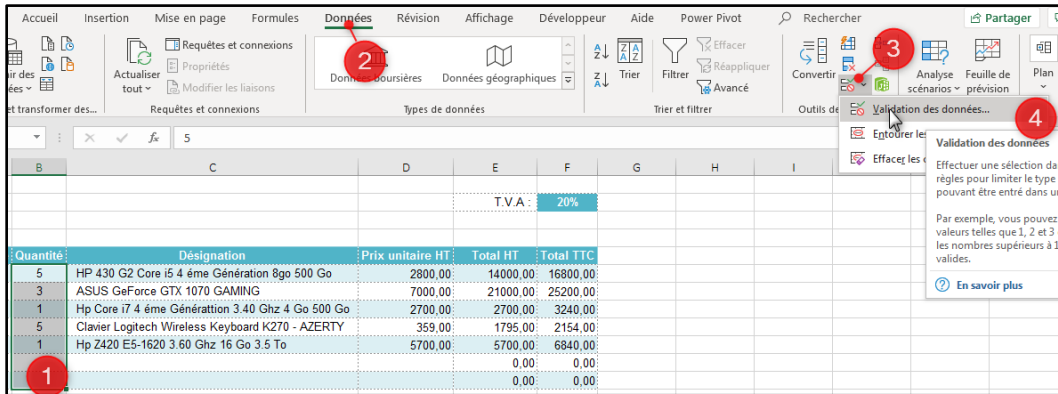 Accueil Insertion Mise en page Formules Données Révision Affichage Développeur Aide Power Pivot Rechercher Partager
2
3
Requêtes et connexions
Propriétés
Modifier les liaisons
Actualiser
tout
Données boursières Données géographiques
Trier
Filtrer
Effacer
Réappliquer
Avancé
Convertir
Analyse
scénarios
Feuille de
prévision
Plan
et transformer des...
Requêtes et connexions
Types de données
Trier et filtrer
Outils de
Validation des données...
4
Entourer les
Effacer les
Validation des données
Effectuer une sélection da
règles pour limiter le type
pouvant être entré dans u
Par exemple, vous pouvez
valeurs telles que 1, 2 et 3
les nombres supérieurs à 1
valides.
En savoir plus
fx 5
B C D E F G H I
T.V.A : 20%
Quantité Désignation Prix unitaire HT Total HT Total TTC
5 HP 430 G2 Core i5 4 éme Génération 8go 500 Go 2800,00 14000,00 16800,00
3 ASUS GeForce GTX 1070 GAMING 7000,00 21000,00 25200,00
1 Hp Core i7 4 éme Générattion 3.40 Ghz 4 Go 500 Go 2700,00 2700,00 3240,00
5 Clavier Logitech Wireless Keyboard K270 - AZERTY 359,00 1795,00 2154,00
1 Hp Z420 E5-1620 3.60 Ghz 16 Go 3.5 To 5700,00 5700,00 6840,00
0,00 0,00
1 0,00 0,00